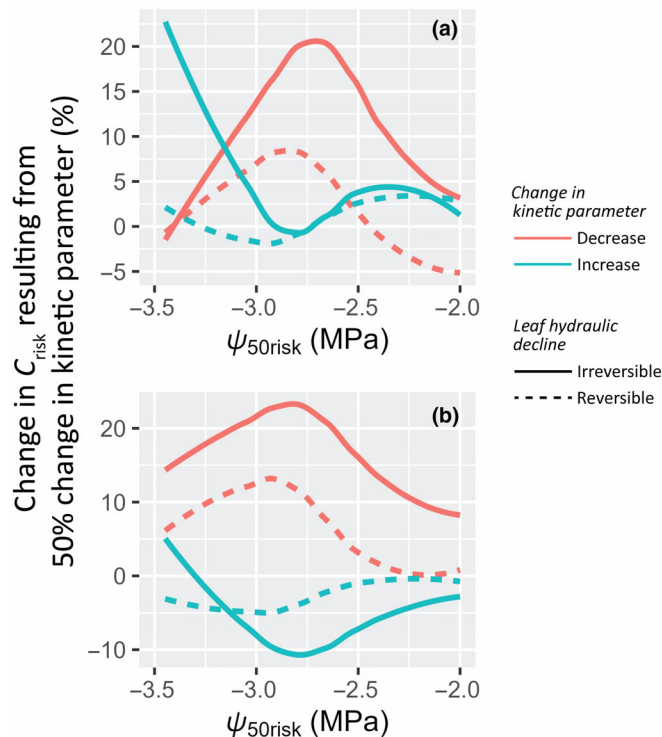 Change in C_risk resulting from
50% change in kinetic parameter (%)
(a)
20
15
10
5
0
−5
−3.5 −3.0 −2.5 −2.0
ψ50risk (MPa)
(b)
20
10
0
−10
−3.5 −3.0 −2.5 −2.0
ψ50risk (MPa)
Change in
kinetic parameter
Decrease
Increase
Leaf hydraulic
decline
Irreversible
Reversible